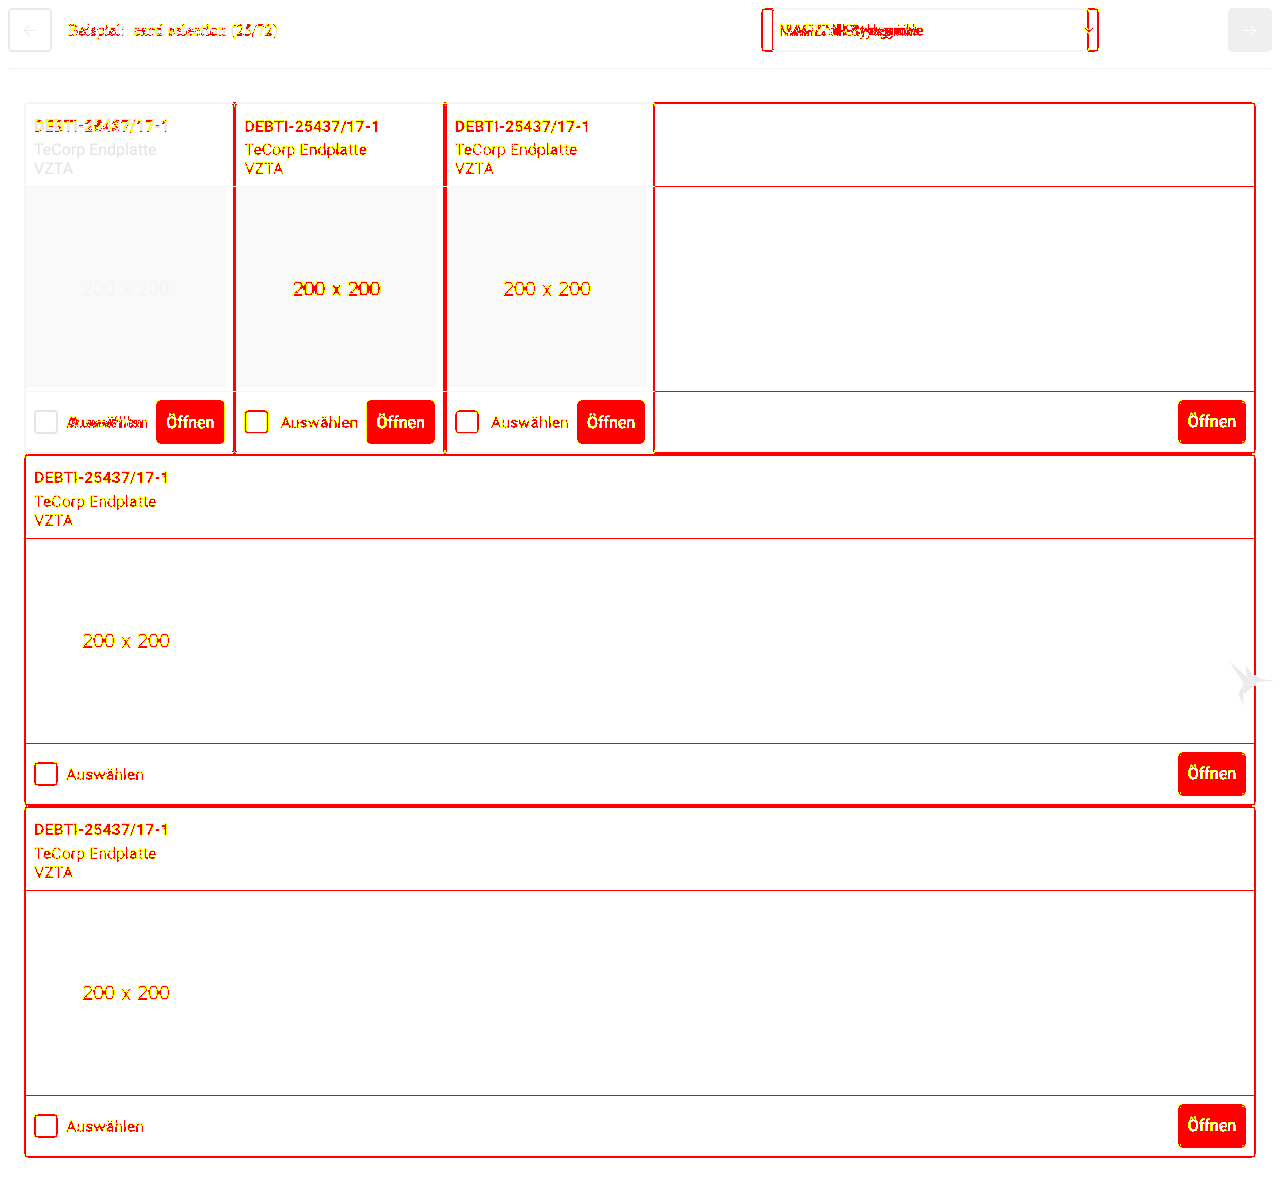 Beispiel: card selection (23/72)
DEBTI-25437/17-1
TeCorp Endplatte
VZTA
200 x 200
Auswählen
Öffnen
DEBTI-25437/17-1
TeCorp Endplatte
VZTA
200 x 200
Auswählen
Öffnen
DEBTI-25437/17-1
TeCorp Endplatte
VZTA
200 x 200
Auswählen
Öffnen
Öffnen
DEBTI-25437/17-1
TeCorp Endplatte
VZTA
200 x 200
Auswählen
Öffnen
DEBTI-25437/17-1
TeCorp Endplatte
VZTA
200 x 200
Auswählen
Öffnen